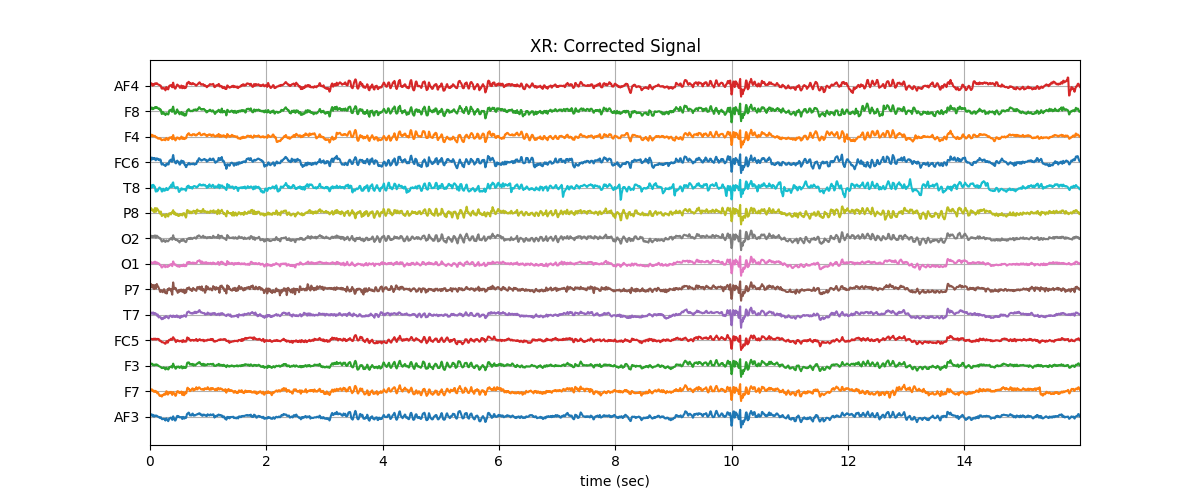 XR: Corrected Signal
AF4
F8
F4
FC6
T8
P8
O2
O1
P7
T7
FC5
F3
F7
AF3
0 2 4 6 8 10 12 14
time (sec)